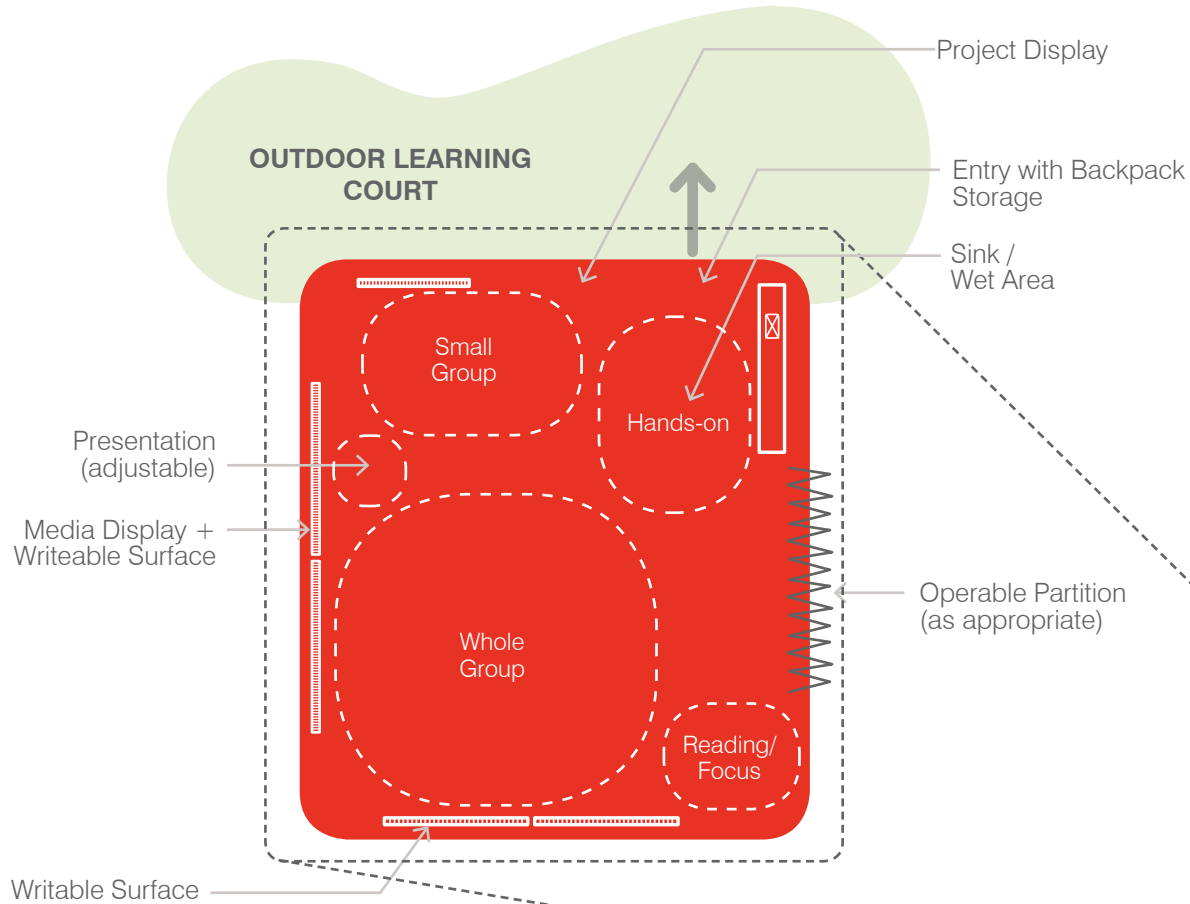 Project Display
OUTDOOR LEARNING
COURT
Entry with Backpack
Storage
Sink /
Wet Area
Small
Group
Hands-on
Presentation
(adjustable)
Media Display +
Writeable Surface
Operable Partition
(as appropriate)
Whole
Group
Reading/
Focus
Writable Surface